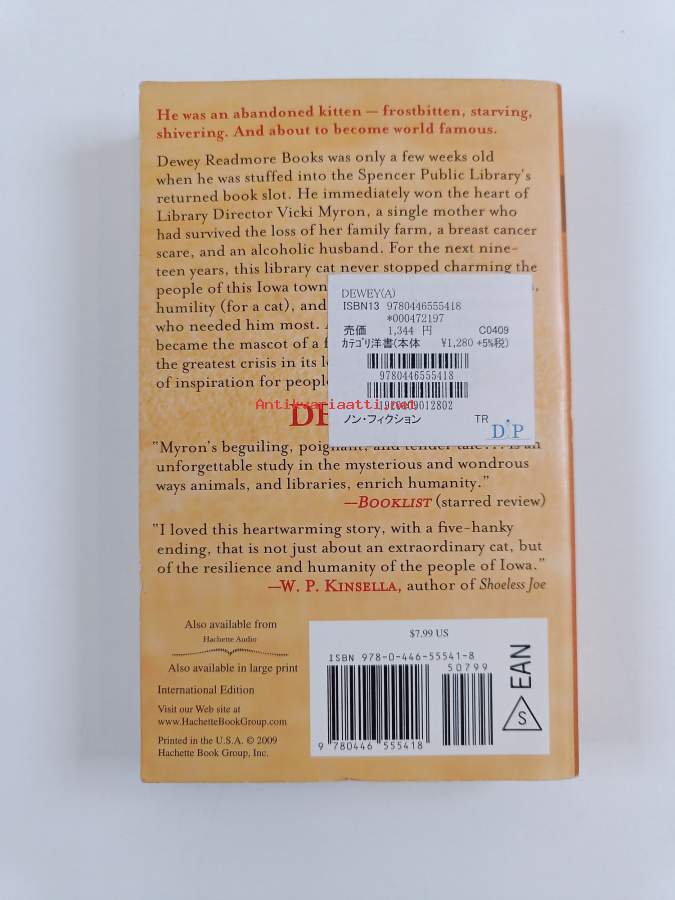 He was an abandoned kitten — frostbitten, starving,
shivering. And about to become world famous.
Dewey Readmore Books was only a few weeks old
when he was stuffed into the Spencer Public Library's
returned book slot. He immediately won the heart of
Library Director Vicki Myron, a single mother who
had survived the loss of her family farm, a breast cancer
scare, and an alcoholic husband. For the next nine-
teen years, this library cat never stopped charming the
people of this Iowa town
humility (for a cat), and
who needed him most.
became the mascot of a
the greatest crisis in its
of inspiration for people
DEWEY(A)
ISBN13 9780446555418
*000472197
売価 1,344 円 C0409
カテゴリ洋書(本体 ¥1,280 +5%税)
9780446555418
1920409012802
ノン・フィクション TR
D·P
Antikvariaatti.net
"Myron's beguiling, poignant, and tender tale . . . is an
unforgettable study in the mysterious and wondrous
ways animals, and libraries, enrich humanity."
—BOOKLIST (starred review)
"I loved this heartwarming story, with a five-hanky
ending, that is not just about an extraordinary cat, but
of the resilience and humanity of the people of Iowa."
—W. P. KINSELLA, author of Shoeless Joe
Also available from
Hachette Audio
Also available in large print
International Edition
Visit our Web site at
www.HachetteBookGroup.com
Printed in the U.S.A. © 2009
Hachette Book Group, Inc.
$7.99 US
ISBN 978-0-446-55541-8
50799
9 780446 555418
EAN
S